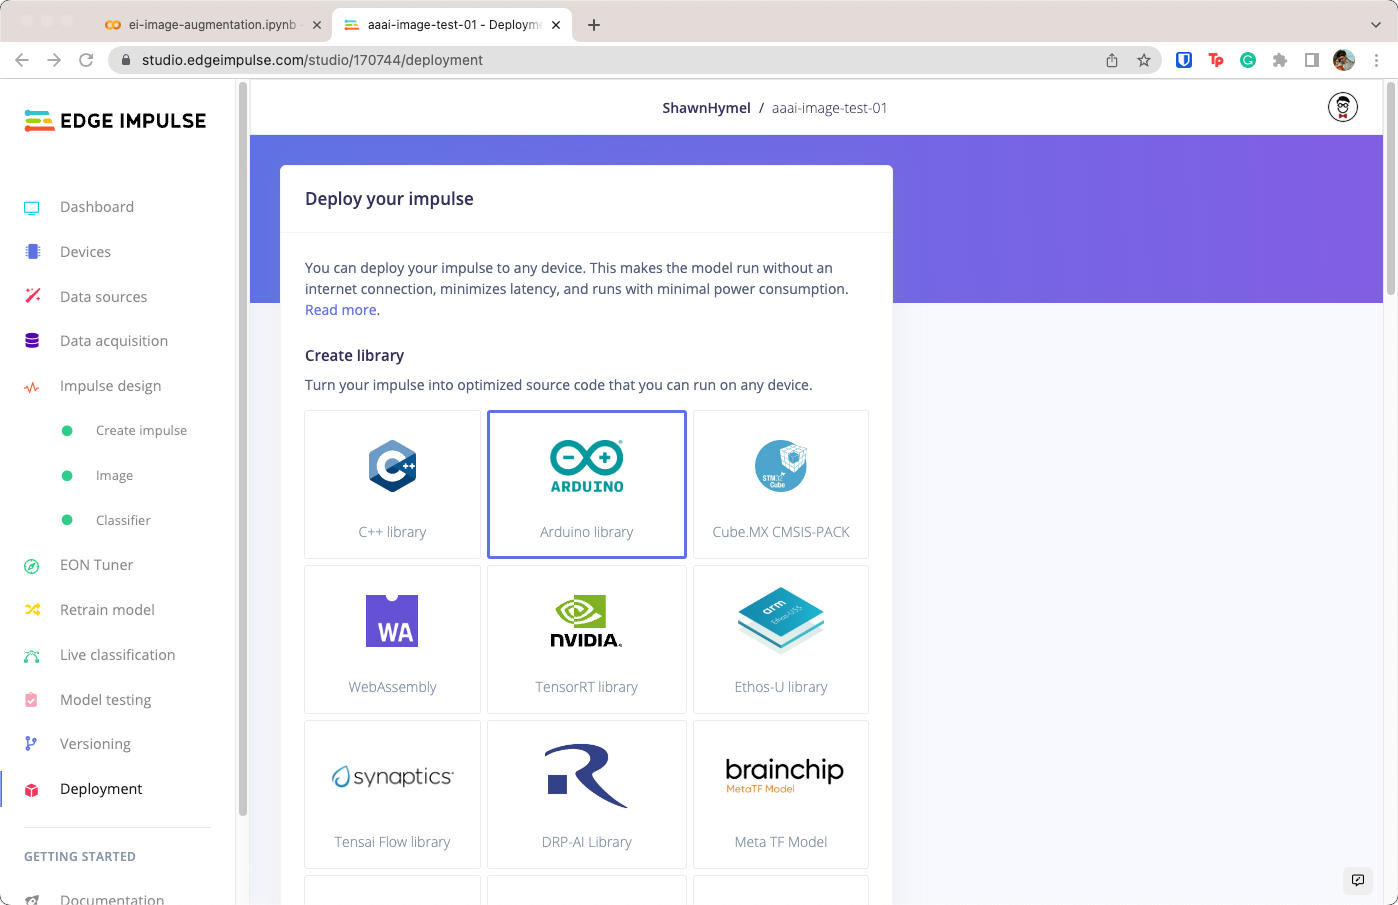 ei-image-augmentation.ipynb -
aaai-image-test-01 - Deployme
studio.edgeimpulse.com/studio/170744/deployment
Tp
G
EDGE IMPULSE
ShawnHymel / aaai-image-test-01
Dashboard
Devices
Data sources
Data acquisition
Impulse design
Create impulse
Image
Classifier
EON Tuner
Retrain model
Live classification
Model testing
Versioning
Deployment
GETTING STARTED
Documentation
Deploy your impulse
You can deploy your impulse to any device. This makes the model run without an
internet connection, minimizes latency, and runs with minimal power consumption.
Read more.
Create library
Turn your impulse into optimized source code that you can run on any device.
C++
C++ library
ARDUINO
Arduino library
STM32
Cube
Cube.MX CMSIS-PACK
WA
WebAssembly
NVIDIA.
TensorRT library
arm
Ethos-U55
Ethos-U library
synaptics
Tensai Flow library
R
DRP-AI Library
brainchip
MetaTF Model
Meta TF Model